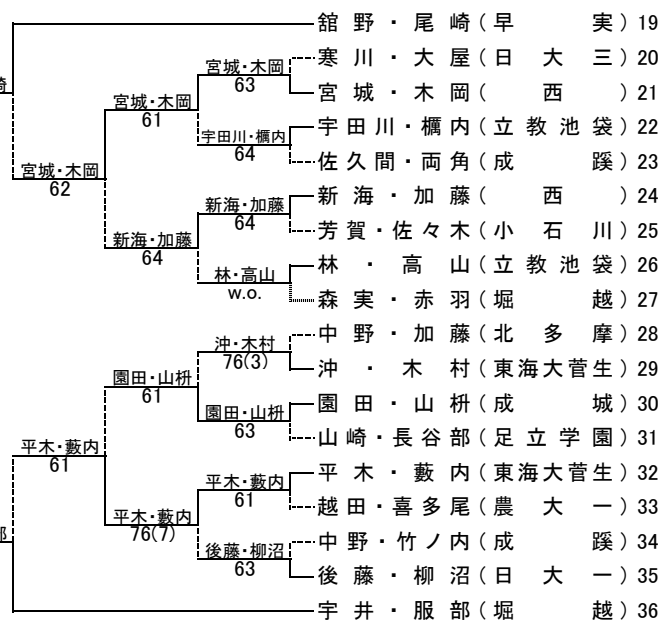 舘野・尾崎(早実) 19
寒川・大屋(日大三) 20
宮城・木岡(西) 21
宇田川・櫔内(立教池袋) 22
佐久間・両角(成蹊) 23
新海・加藤(西) 24
芳賀・佐々木(小石川) 25
林・高山(立教池袋) 26
森実・赤羽(堀越) 27
中野・加藤(北多摩) 28
沖・木村(東海大菅生) 29
園田・山枡(成城) 30
山崎・長谷部(足立学園) 31
平木・藪内(東海大菅生) 32
越田・喜多尾(農大一) 33
中野・竹ノ内(成蹊) 34
後藤・柳沼(日大一) 35
宇井・服部(堀越) 36
宮城・木岡
63
宇田川・櫔内
64
新海・加藤
64
林・高山
w.o.
沖・木村
76(3)
園田・山枡
63
平木・藪内
61
後藤・柳沼
63
宮城・木岡
61
新海・加藤
64
園田・山枡
61
平木・藪内
76(7)
宮城・木岡
62
平木・藪内
61